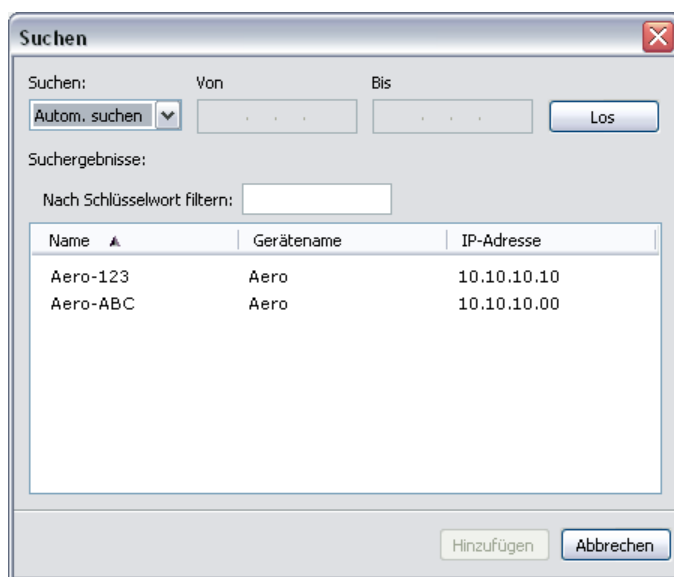 Suchen
Suchen: Von Bis
Autom. suchen . . . . . . Los
Suchergebnisse:
Nach Schlüsselwort filtern:
Name Gerätename IP-Adresse
Aero-123 Aero 10.10.10.10
Aero-ABC Aero 10.10.10.00
Hinzufügen Abbrechen